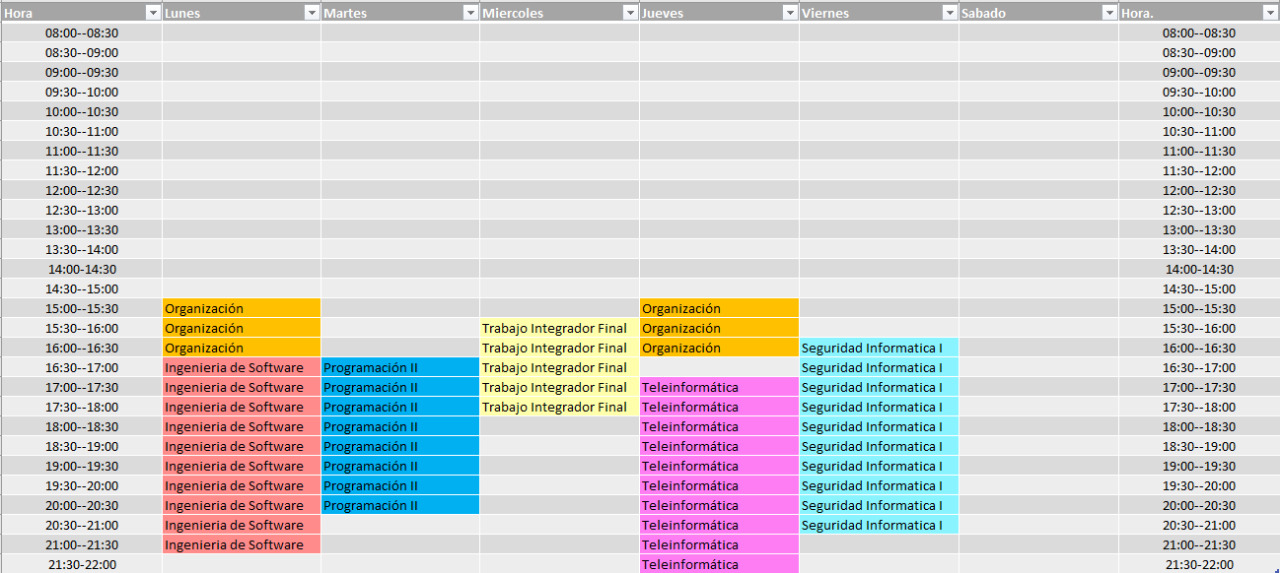 Hora Lunes Martes Miercoles Jueves Viernes Sabado Hora.
08:00--08:30 08:00--08:30
08:30--09:00 08:30--09:00
09:00--09:30 09:00--09:30
09:30--10:00 09:30--10:00
10:00--10:30 10:00--10:30
10:30--11:00 10:30--11:00
11:00--11:30 11:00--11:30
11:30--12:00 11:30--12:00
12:00--12:30 12:00--12:30
12:30--13:00 12:30--13:00
13:00--13:30 13:00--13:30
13:30--14:00 13:30--14:00
14:00-14:30 14:00-14:30
14:30--15:00 14:30--15:00
15:00--15:30 Organización Organización 15:00--15:30
15:30--16:00 Organización Trabajo Integrador Final Organización 15:30--16:00
16:00--16:30 Organización Trabajo Integrador Final Organización Seguridad Informatica I 16:00--16:30
16:30--17:00 Ingenieria de Software Programación II Trabajo Integrador Final Seguridad Informatica I 16:30--17:00
17:00--17:30 Ingenieria de Software Programación II Trabajo Integrador Final Teleinformática Seguridad Informatica I 17:00--17:30
17:30--18:00 Ingenieria de Software Programación II Trabajo Integrador Final Teleinformática Seguridad Informatica I 17:30--18:00
18:00--18:30 Ingenieria de Software Programación II Teleinformática Seguridad Informatica I 18:00--18:30
18:30--19:00 Ingenieria de Software Programación II Teleinformática Seguridad Informatica I 18:30--19:00
19:00--19:30 Ingenieria de Software Programación II Teleinformática Seguridad Informatica I 19:00--19:30
19:30--20:00 Ingenieria de Software Programación II Teleinformática Seguridad Informatica I 19:30--20:00
20:00--20:30 Ingenieria de Software Programación II Teleinformática Seguridad Informatica I 20:00--20:30
20:30--21:00 Ingenieria de Software Teleinformática Seguridad Informatica I 20:30--21:00
21:00--21:30 Ingenieria de Software Teleinformática 21:00--21:30
21:30-22:00 Teleinformática 21:30-22:00